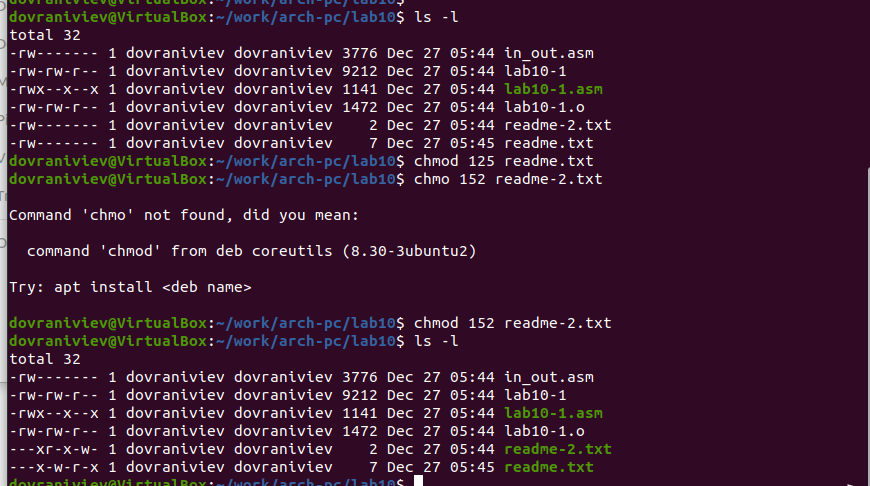 dovraniviev@VirtualBox:~/work/arch-pc/lab10$ ls -l
total 32
-rw------- 1 dovraniviev dovraniviev 3776 Dec 27 05:44 in_out.asm
-rw-rw-r-- 1 dovraniviev dovraniviev 9212 Dec 27 05:44 lab10-1
-rwx--x--x 1 dovraniviev dovraniviev 1141 Dec 27 05:44 lab10-1.asm
-rw-rw-r-- 1 dovraniviev dovraniviev 1472 Dec 27 05:44 lab10-1.o
-rw------- 1 dovraniviev dovraniviev    2 Dec 27 05:44 readme-2.txt
-rw------- 1 dovraniviev dovraniviev    7 Dec 27 05:45 readme.txt
dovraniviev@VirtualBox:~/work/arch-pc/lab10$ chmod 125 readme.txt
dovraniviev@VirtualBox:~/work/arch-pc/lab10$ chmo 152 readme-2.txt
Command 'chmo' not found, did you mean:
  command 'chmod' from deb coreutils (8.30-3ubuntu2)
Try: apt install <deb name>
dovraniviev@VirtualBox:~/work/arch-pc/lab10$ chmod 152 readme-2.txt
dovraniviev@VirtualBox:~/work/arch-pc/lab10$ ls -l
total 32
-rw------- 1 dovraniviev dovraniviev 3776 Dec 27 05:44 in_out.asm
-rw-rw-r-- 1 dovraniviev dovraniviev 9212 Dec 27 05:44 lab10-1
-rwx--x--x 1 dovraniviev dovraniviev 1141 Dec 27 05:44 lab10-1.asm
-rw-rw-r-- 1 dovraniviev dovraniviev 1472 Dec 27 05:44 lab10-1.o
---xr-x-w- 1 dovraniviev dovraniviev    2 Dec 27 05:44 readme-2.txt
---x-w-r-x 1 dovraniviev dovraniviev    7 Dec 27 05:45 readme.txt
dovraniviev@VirtualBox:~/work/arch-pc/lab10$